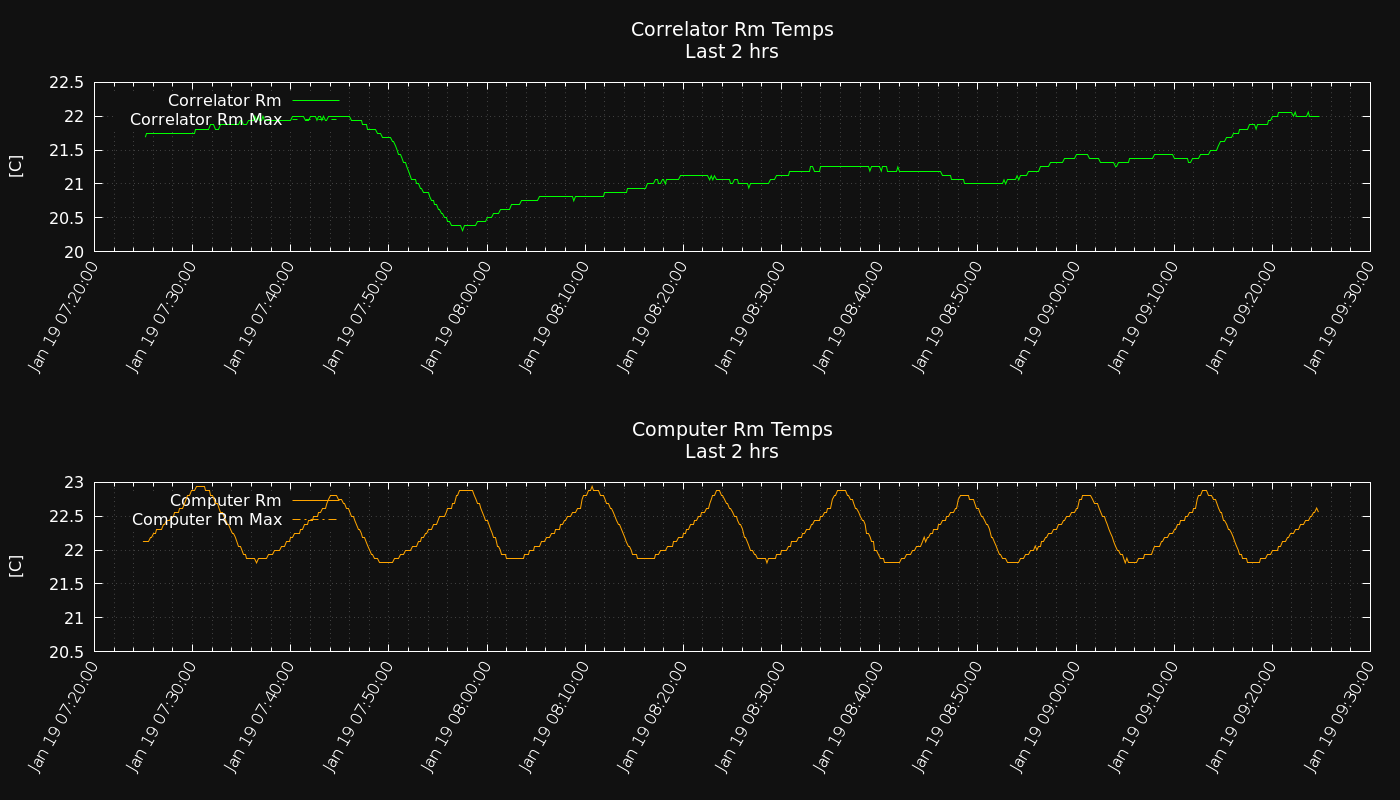 Correlator Rm Temps
Last 2 hrs
22.5
22
21.5
21
20.5
20
[C]
Correlator Rm
Correlator Rm Max
Jan 19 07:20:00
Jan 19 07:30:00
Jan 19 07:40:00
Jan 19 07:50:00
Jan 19 08:00:00
Jan 19 08:10:00
Jan 19 08:20:00
Jan 19 08:30:00
Jan 19 08:40:00
Jan 19 08:50:00
Jan 19 09:00:00
Jan 19 09:10:00
Jan 19 09:20:00
Jan 19 09:30:00
Computer Rm Temps
Last 2 hrs
23
22.5
22
21.5
21
20.5
[C]
Computer Rm
Computer Rm Max
Jan 19 07:20:00
Jan 19 07:30:00
Jan 19 07:40:00
Jan 19 07:50:00
Jan 19 08:00:00
Jan 19 08:10:00
Jan 19 08:20:00
Jan 19 08:30:00
Jan 19 08:40:00
Jan 19 08:50:00
Jan 19 09:00:00
Jan 19 09:10:00
Jan 19 09:20:00
Jan 19 09:30:00